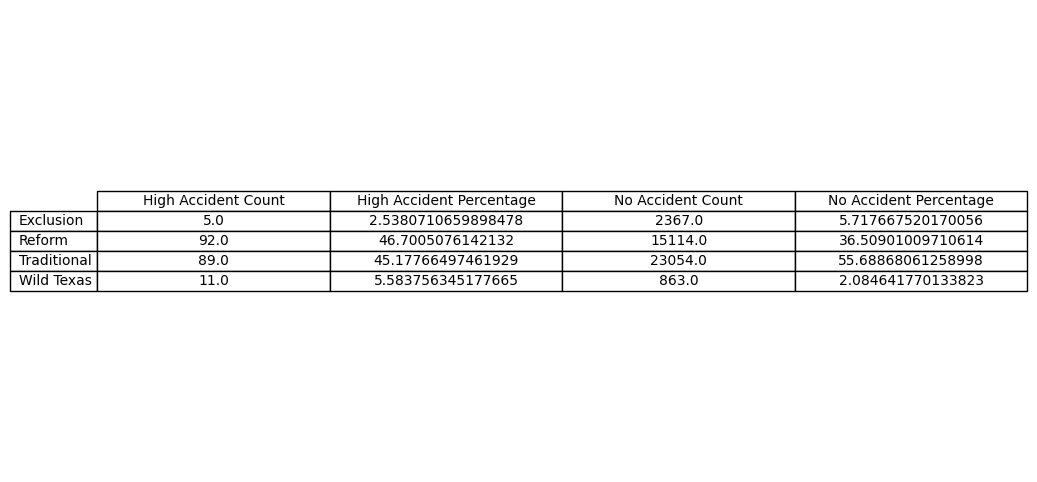 High Accident Count High Accident Percentage No Accident Count No Accident Percentage
Exclusion 5.0 2.5380710659898478 2367.0 5.717667520170056
Reform 92.0 46.7005076142132 15114.0 36.50901009710614
Traditional 89.0 45.17766497461929 23054.0 55.68868061258998
Wild Texas 11.0 5.583756345177665 863.0 2.084641770133823